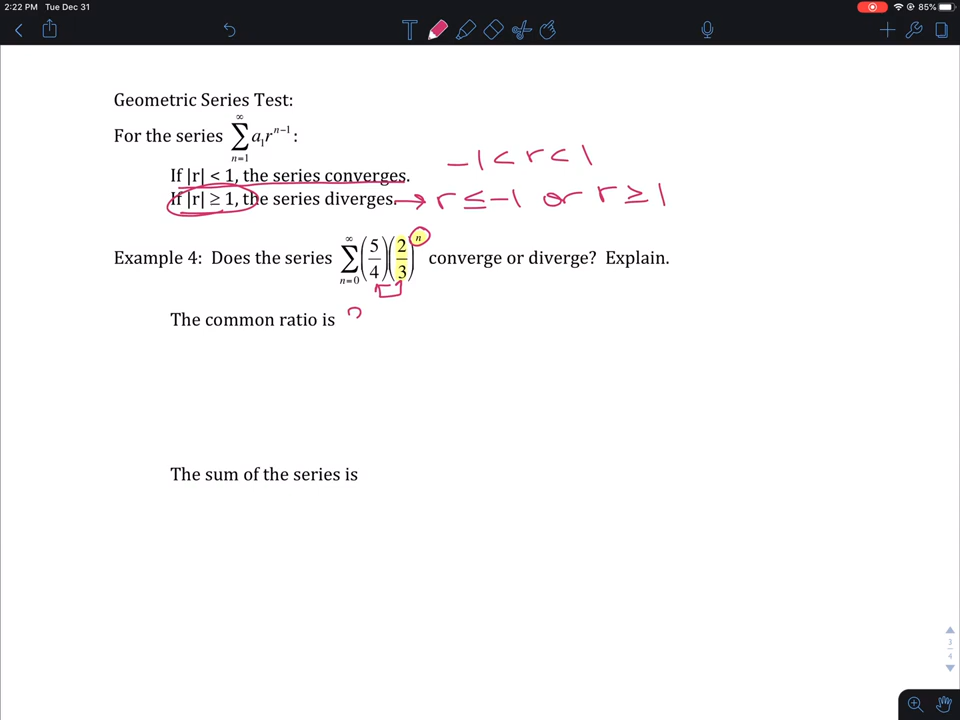 2:22 PM Tue Dec 31 85%
T
Geometric Series Test:
For the series ∞ ∑ n=1 a₁rⁿ⁻¹ :
-1 < r < 1
If |r| < 1, the series converges.
If |r| ≥ 1, the series diverges. → r ≤ -1 or r ≥ 1
Example 4: Does the series ∞ ∑ n=0 (5/4)(2/3)ⁿ converge or diverge? Explain.
The common ratio is
The sum of the series is
3
4